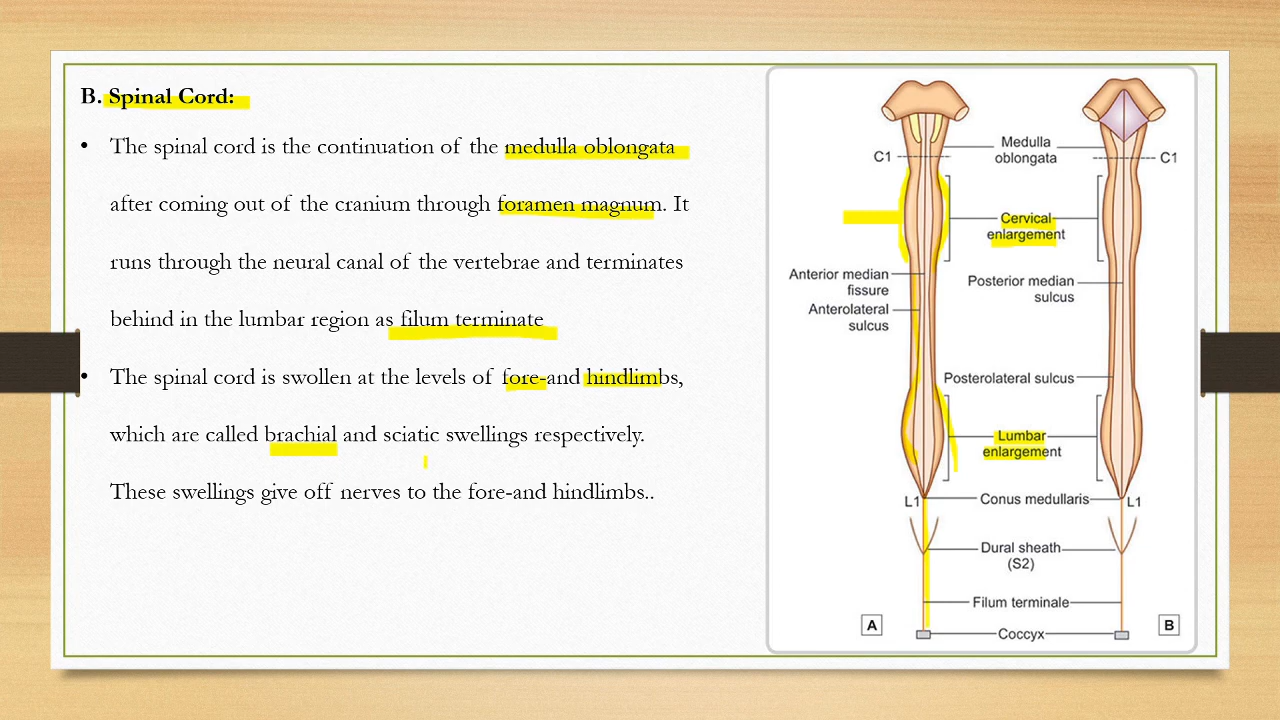 B. Spinal Cord:
• The spinal cord is the continuation of the medulla oblongata
after coming out of the cranium through foramen magnum. It
runs through the neural canal of the vertebrae and terminates
behind in the lumbar region as filum terminate
• The spinal cord is swollen at the levels of fore-and hindlimbs,
which are called brachial and sciatic swellings respectively.
These swellings give off nerves to the fore-and hindlimbs..
Medulla
oblongata
C1
C1
Cervical
enlargement
Anterior median
fissure
Posterior median
sulcus
Anterolateral
sulcus
Posterolateral sulcus
Lumbar
enlargement
L1
Conus medullaris
L1
Dural sheath
(S2)
Filum terminale
A
Coccyx
B